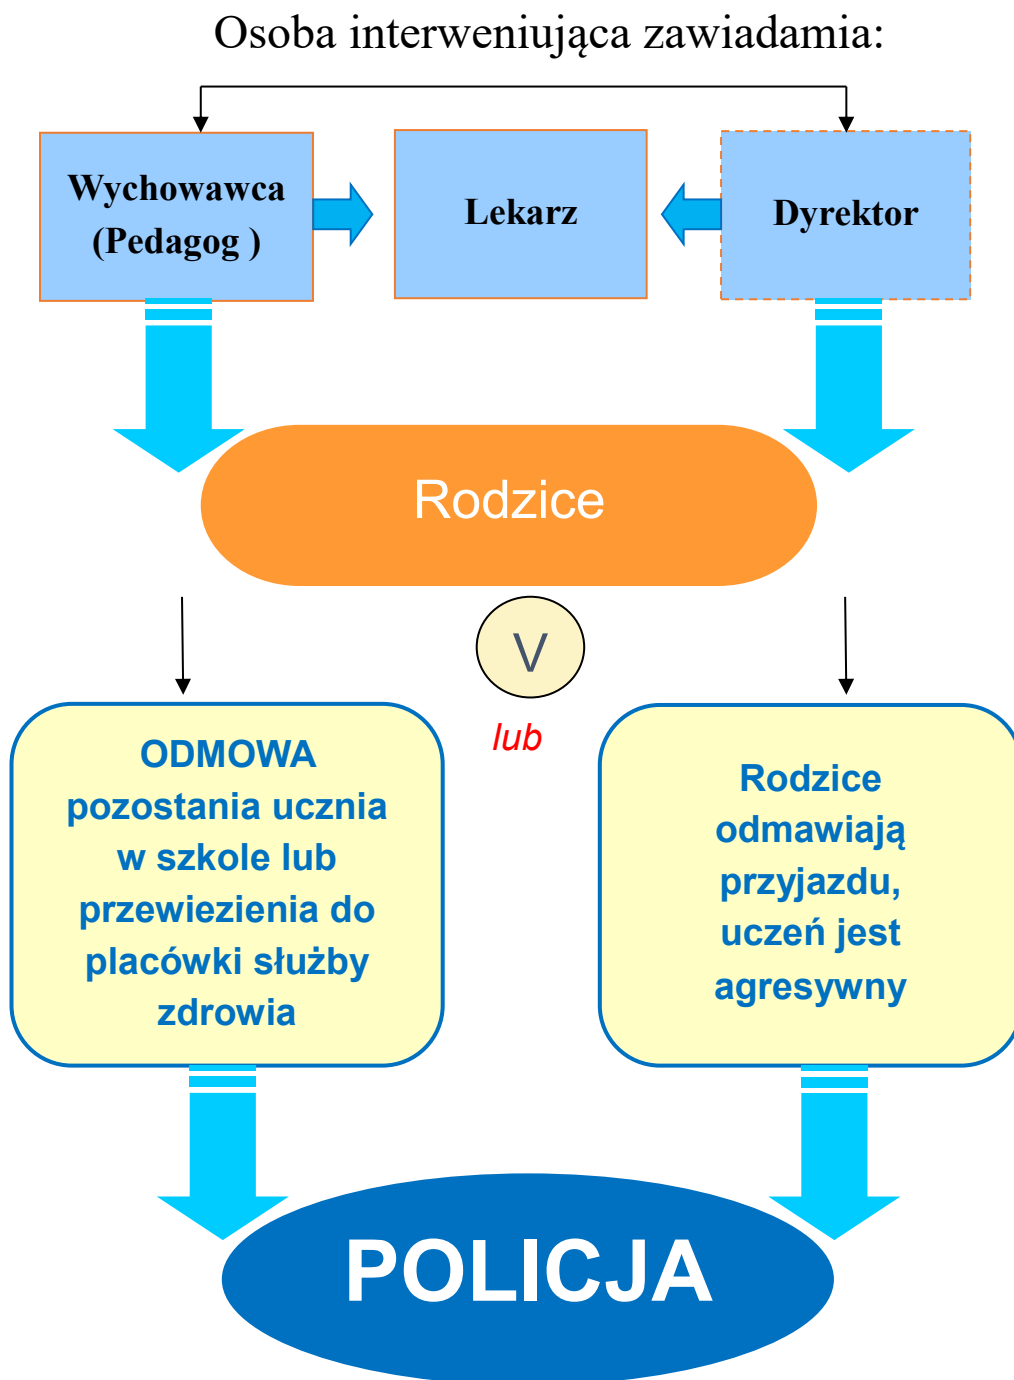 Osoba interweniująca zawiadamia:
Wychowawca
(Pedagog )
Lekarz
Dyrektor
Rodzice
V
lub
ODMOWA
pozostania ucznia
w szkole lub
przewiezienia do
placówki służby
zdrowia
Rodzice
odmawiają
przyjazdu,
uczeń jest
agresywny
POLICJA